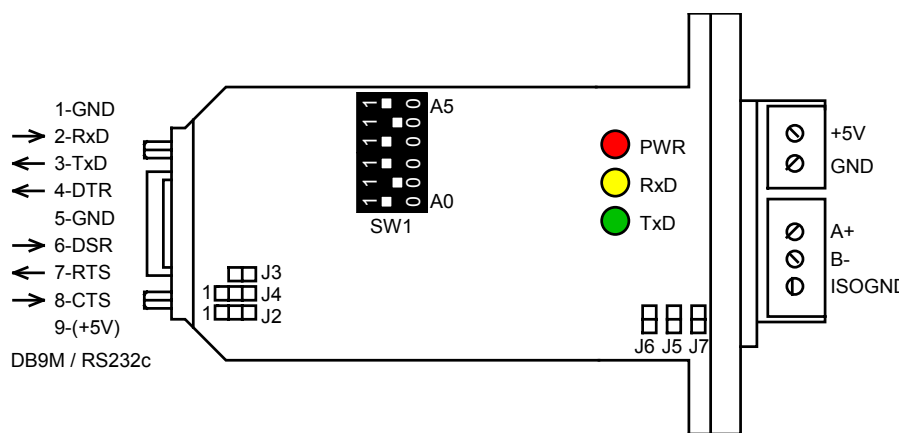 1-GND
2-RxD
3-TxD
4-DTR
5-GND
6-DSR
7-RTS
8-CTS
9-(+5V)
DB9M / RS232c
1 0 A5
1 0
1 0
1 0
1 0
1 0 A0
SW1
J3
1 J4
1 J2
PWR
RxD
TxD
J6 J5 J7
+5V
GND
A+
B-
ISOGND